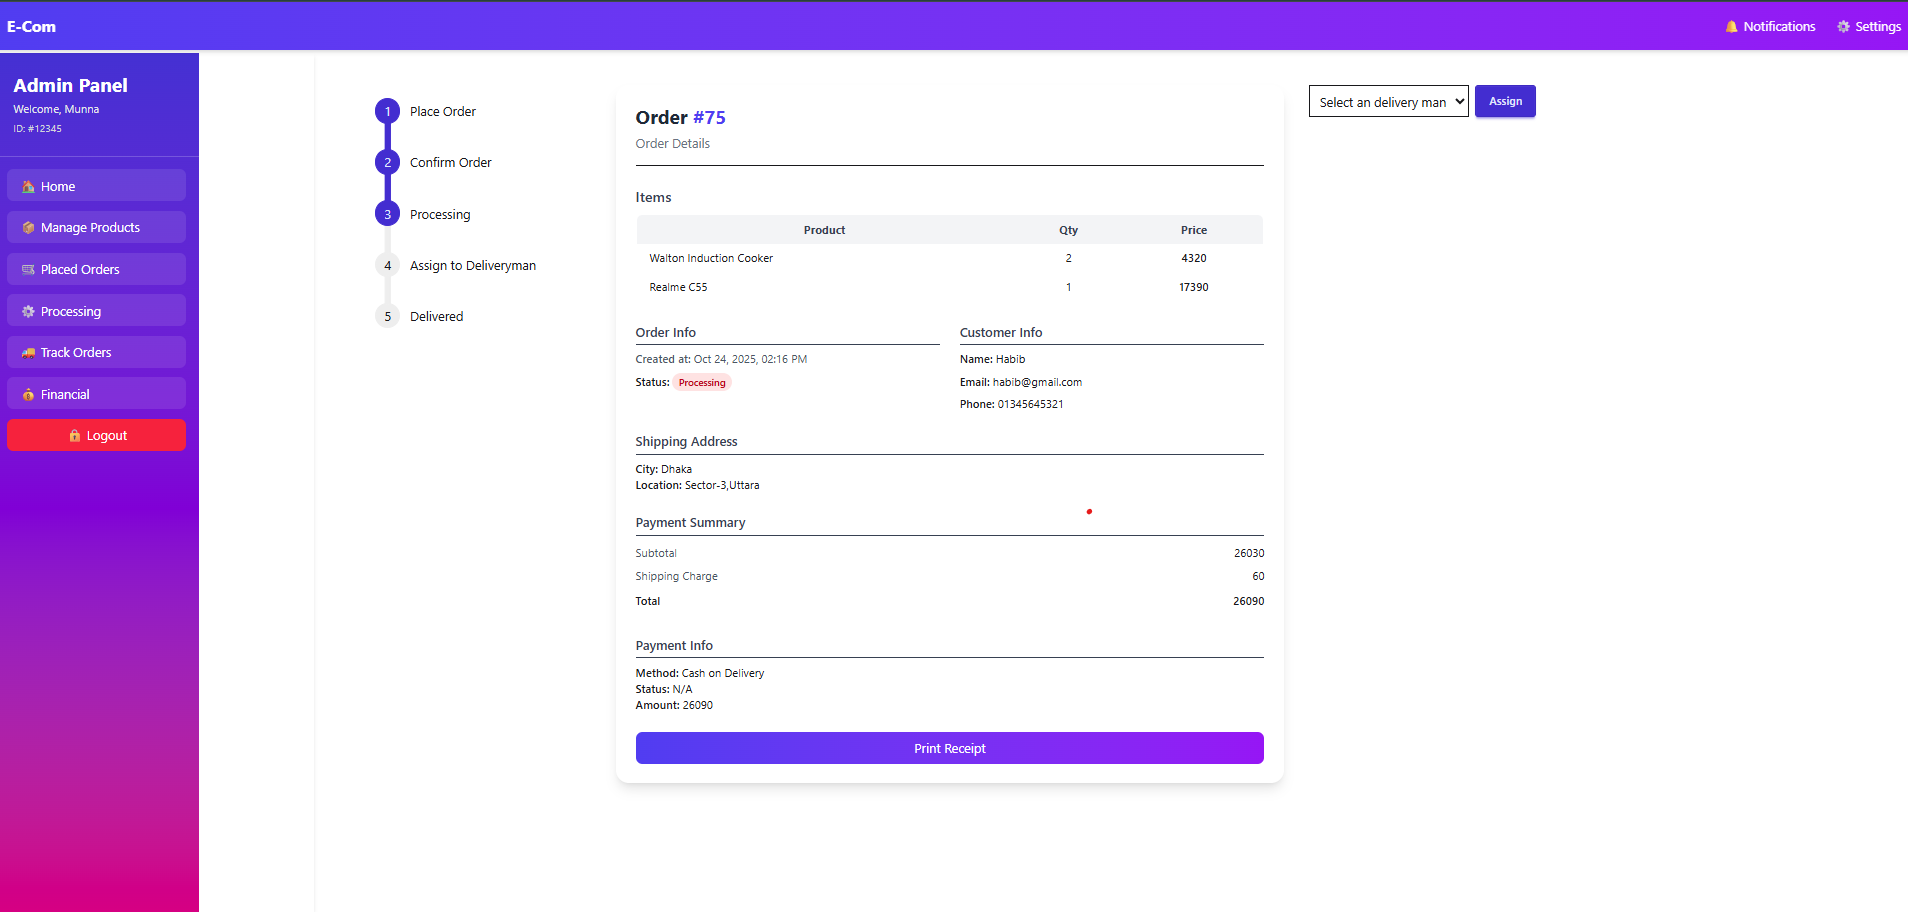 E-Com
Notifications
Settings
Admin Panel
Welcome, Munna
ID: #12345
Home
Manage Products
Placed Orders
Processing
Track Orders
Financial
Logout
1 Place Order
2 Confirm Order
3 Processing
4 Assign to Deliveryman
5 Delivered
Order #75
Order Details
Items
Product Qty Price
Walton Induction Cooker 2 4320
Realme C55 1 17390
Order Info
Created at: Oct 24, 2025, 02:16 PM
Status: Processing
Customer Info
Name: Habib
Email: habib@gmail.com
Phone: 01345645321
Shipping Address
City: Dhaka
Location: Sector-3,Uttara
Payment Summary
Subtotal 26030
Shipping Charge 60
Total 26090
Payment Info
Method: Cash on Delivery
Status: N/A
Amount: 26090
Print Receipt
Select an delivery man
Assign